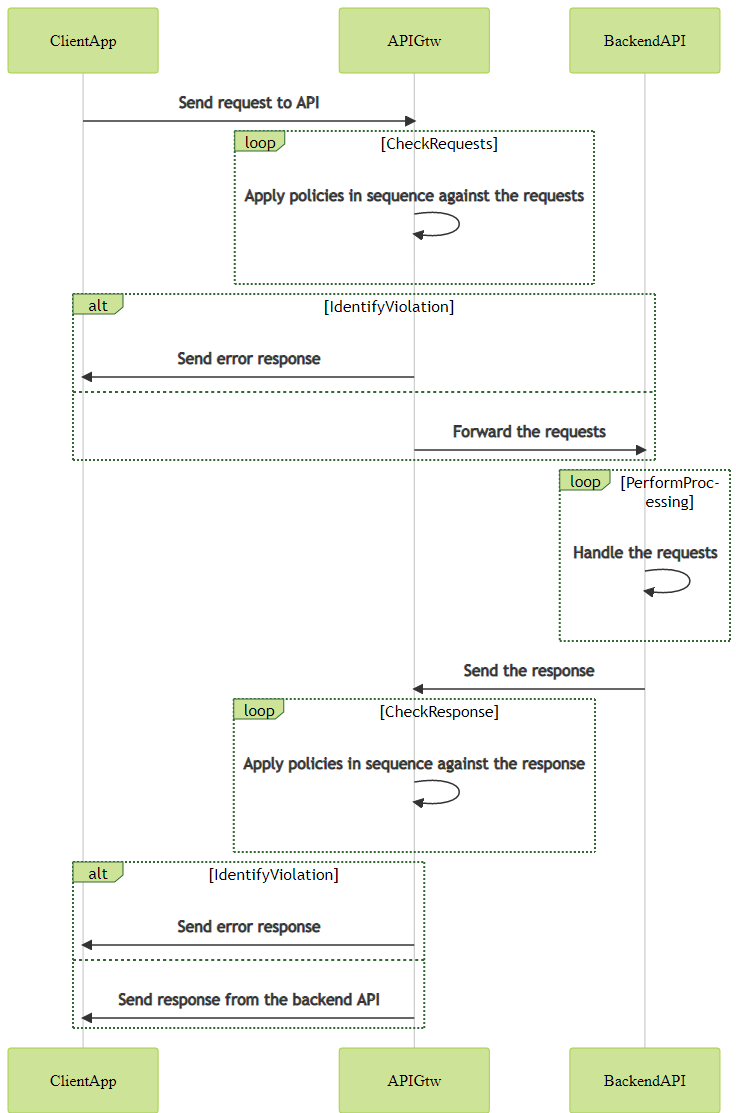 ClientApp
APIGtw
BackendAPI
Send request to API
loop
[CheckRequests]
Apply policies in sequence against the requests
alt
[IdentifyViolation]
Send error response
Forward the requests
loop
[PerformProc-
essing]
Handle the requests
Send the response
loop
[CheckResponse]
Apply policies in sequence against the response
alt
[IdentifyViolation]
Send error response
Send response from the backend API
ClientApp
APIGtw
BackendAPI